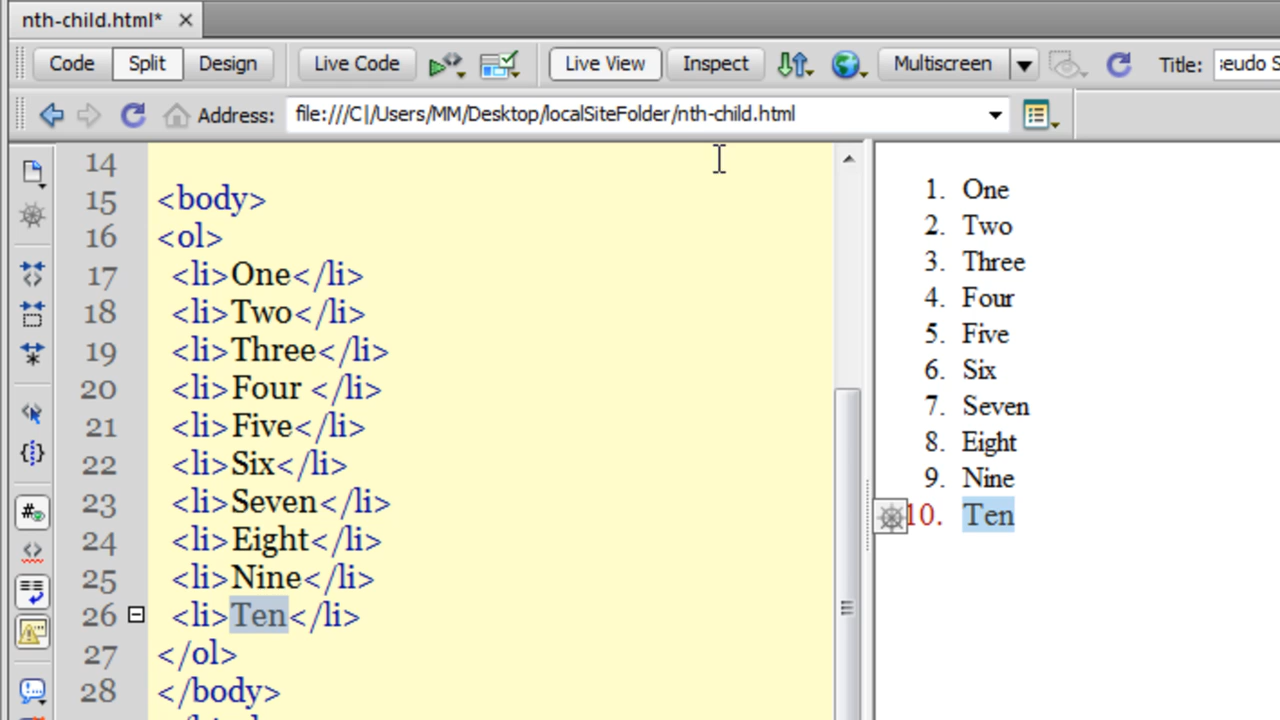 nth-child.html*
Code Split Design Live Code Live View Inspect Multiscreen Title: eudo S
Address: file:///C|/Users/MM/Desktop/localSiteFolder/nth-child.html
14
15 <body>
16 <ol>
17 <li>One</li>
18 <li>Two</li>
19 <li>Three</li>
20 <li>Four </li>
21 <li>Five</li>
22 <li>Six</li>
23 <li>Seven</li>
24 <li>Eight</li>
25 <li>Nine</li>
26 <li>Ten</li>
27 </ol>
28 </body>
1. One
2. Two
3. Three
4. Four
5. Five
6. Six
7. Seven
8. Eight
9. Nine
10. Ten